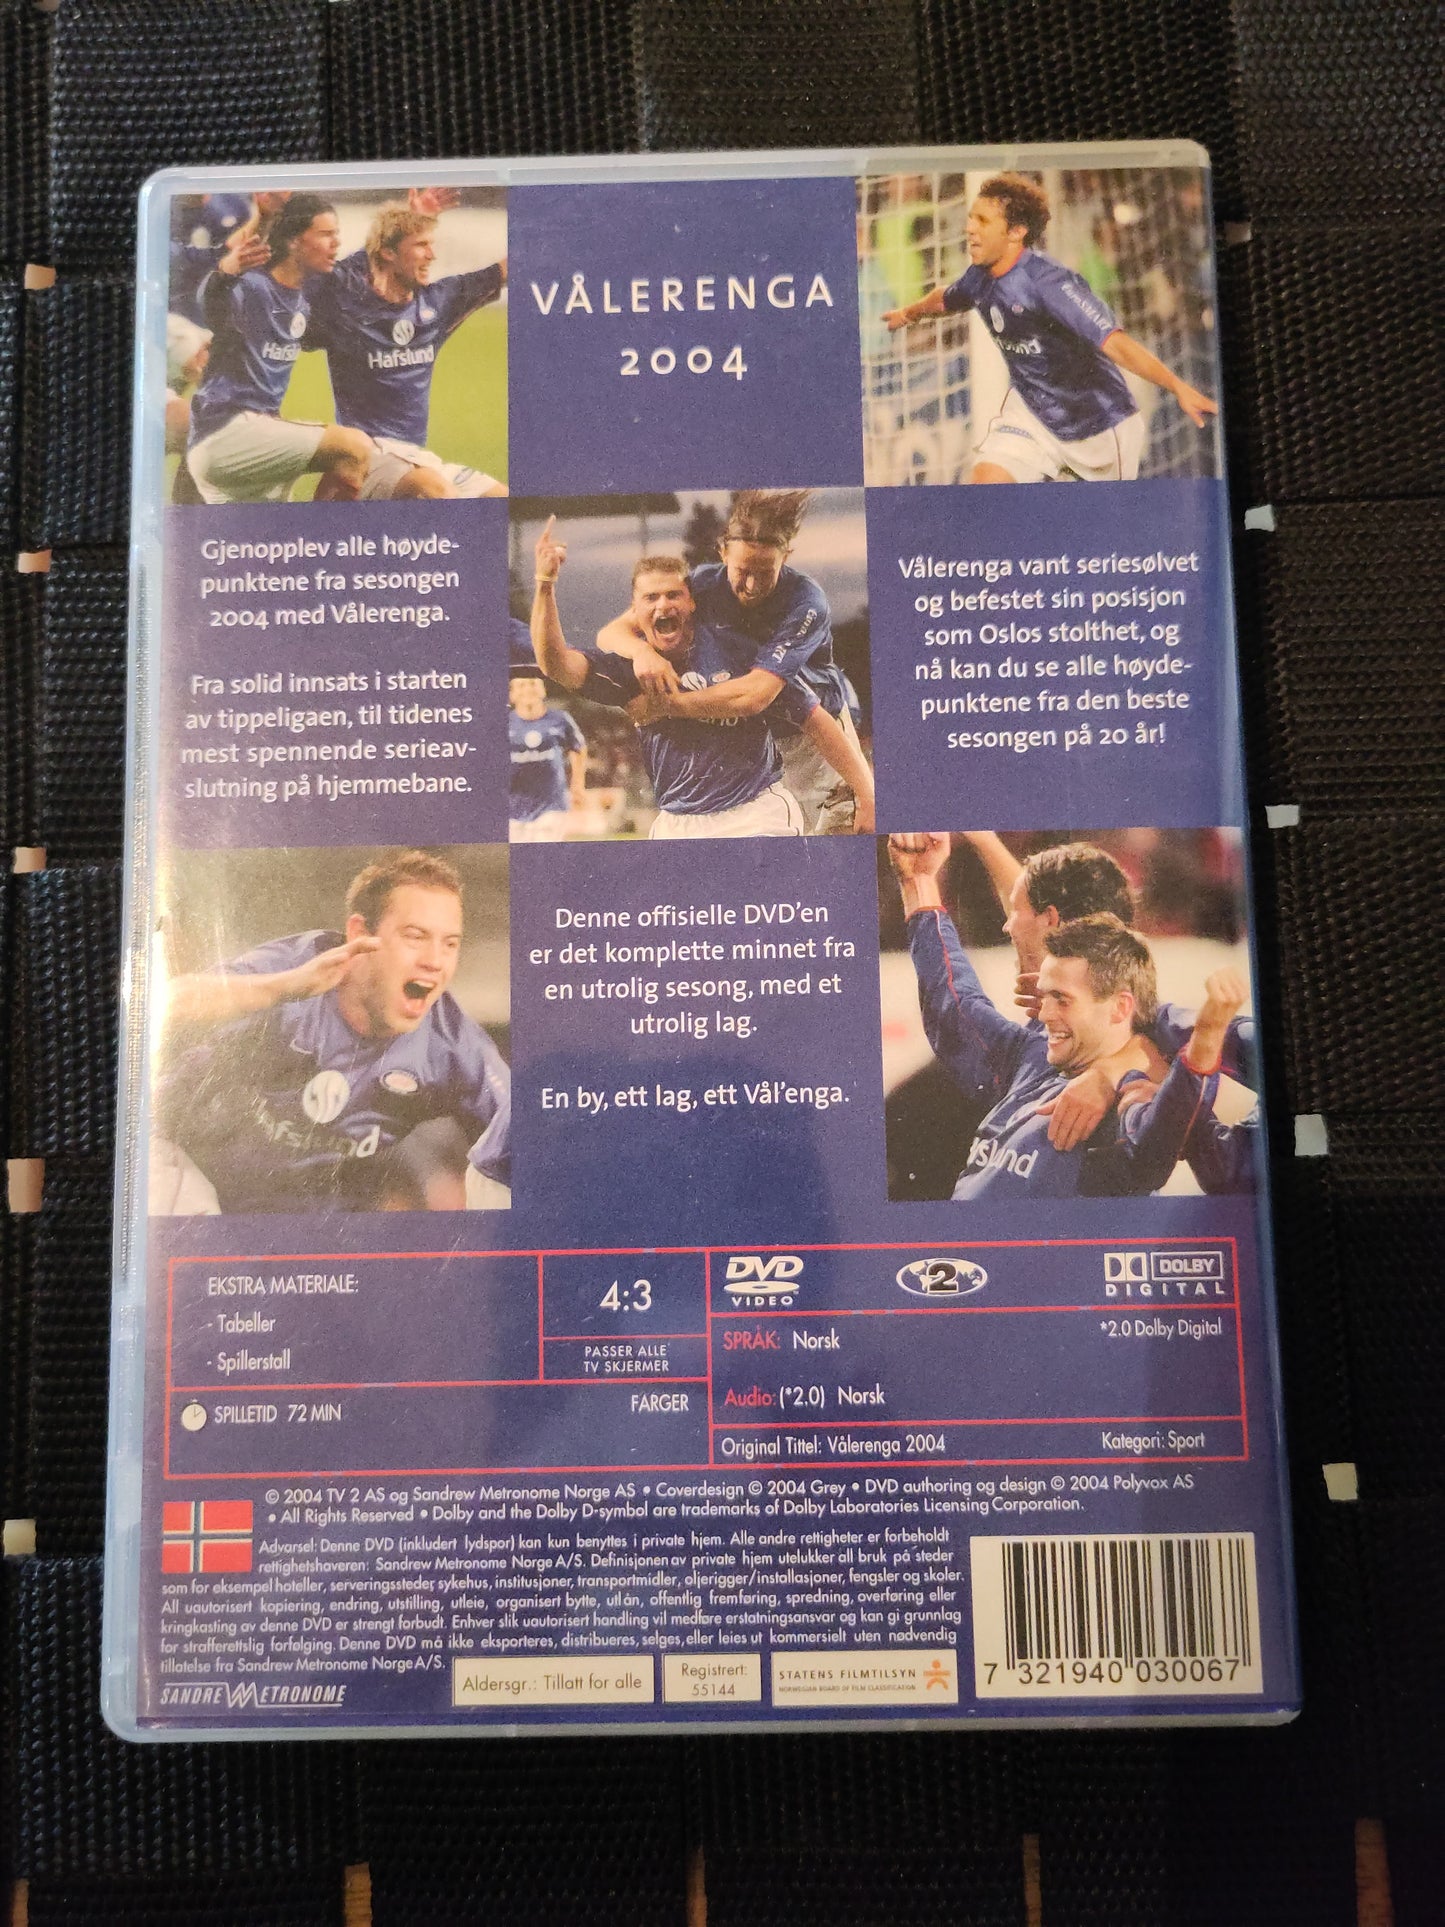 VÅLERENGA
2004
Hafslund
Hafslund
Gjenopplev alle høyde-
punktene fra sesongen
2004 med Vålerenga.
Fra solid innsats i starten
av tippeligaen, til tidenes
mest spennende serieav-
slutning på hjemmebane.
Vålerenga vant seriesølvet
og befestet sin posisjon
som Oslos stolthet, og
nå kan du se alle høyde-
punktene fra den beste
sesongen på 20 år!
Denne offisielle DVD'en
er det komplette minnet fra
en utrolig sesong, med et
utrolig lag.
En by, ett lag, ett Vål'enga.
EKSTRA MATERIALE:
- Tabeller
- Spillerstall
SPILLETID 72 MIN
FARGER
4:3
PASSER ALLE
TV SKJERMER
DVD
VIDEO
2
DOLBY
DIGITAL
*2.0 Dolby Digital
SPRÅK: Norsk
Audio: (*2.0) Norsk
Original Tittel: Vålerenga 2004
Kategori: Sport
© 2004 TV 2 AS og Sandrew Metronome Norge AS • Coverdesign © 2004 Grey • DVD authoring og design © 2004 Polyvox AS
• All Rights Reserved • Dolby and the Dolby D-symbol are trademarks of Dolby Laboratories Licensing Corporation.
Advarsel: Denne DVD (inkludert lydspor) kan kun benyttes i private hjem. Alle andre rettigheter er forbeholdt
rettighetshaveren: Sandrew Metronome Norge A/S. Definisjonen av private hjem utelukker all bruk på steder
som for eksempel hoteller, serveringssteder, sykehus, institusjoner, transportmidler, oljerigger/installasjoner, fengsler og skoler.
All uautorisert kopiering, endring, utstilling, utleie, organisert bytte, utlån, offentlig fremføring, spredning, overføring eller
kringkasting av denne DVD er strengt forbudt. Enhver slik uautorisert handling vil medføre erstatningsansvar og kan gi grunnlag
for strafferettslig forfølging. Denne DVD må ikke eksporteres, distribueres, selges, eller leies ut kommersielt uten nødvendig
tillatelse fra Sandrew Metronome Norge A/S.
SANDREW METRONOME
Aldersgr.: Tillatt for alle
Registrert:
55144
STATENS FILMTILSYN
NORWEGIAN BOARD OF FILM CLASSIFICATION
7 321940 030067